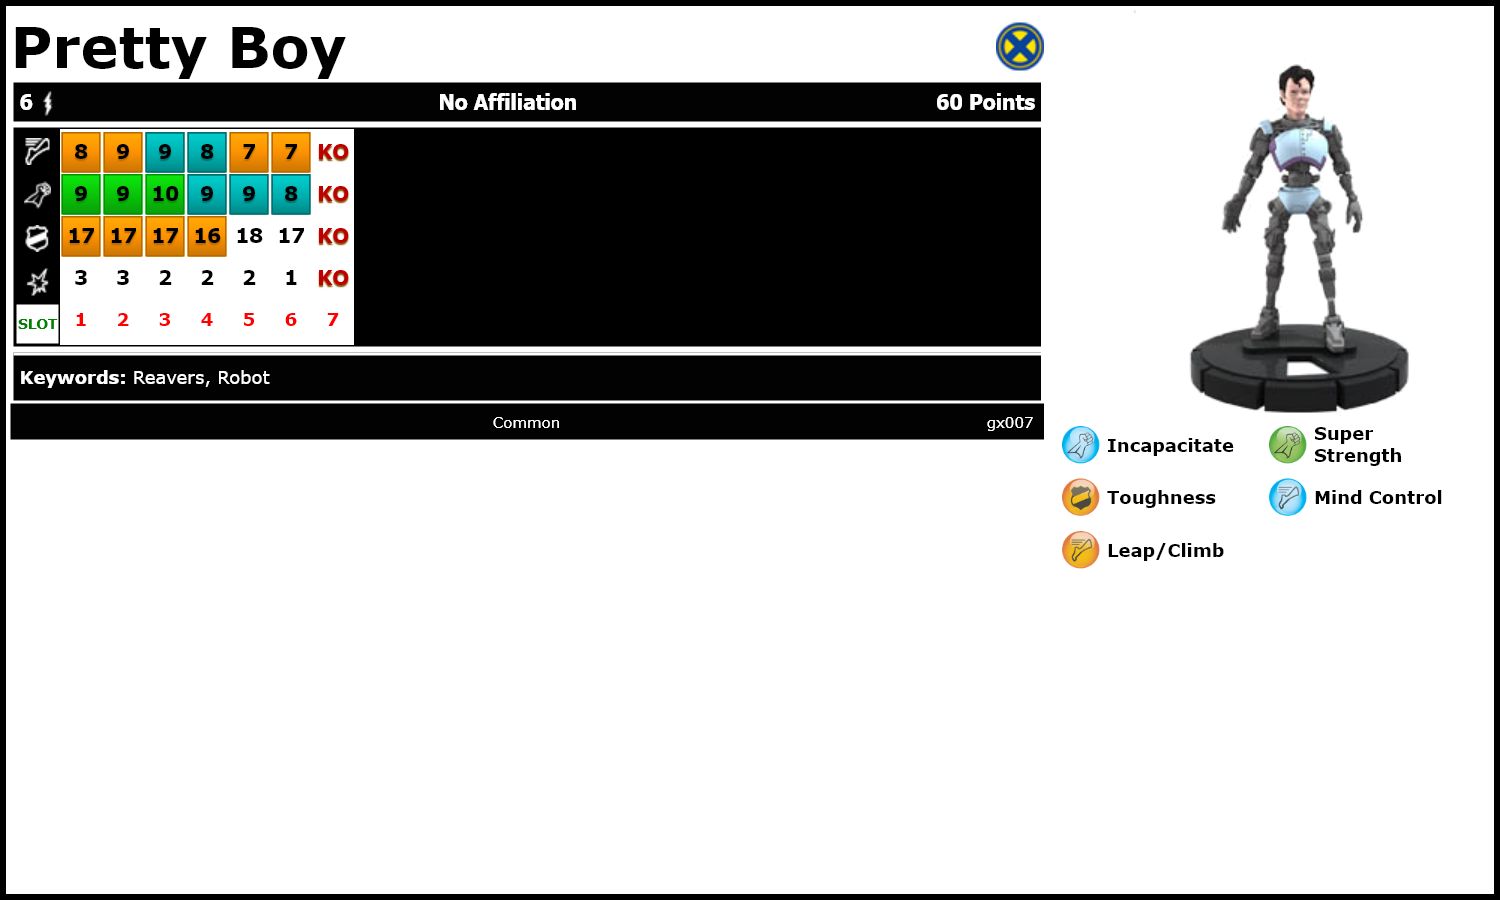 Pretty Boy
6 No Affiliation 60 Points
8 9 9 8 7 7 KO
9 9 10 9 9 8 KO
17 17 17 16 18 17 KO
3 3 2 2 2 1 KO
SLOT 1 2 3 4 5 6 7
Keywords: Reavers, Robot
Common gx007
Incapacitate
Super
Strength
Toughness
Mind Control
Leap/Climb